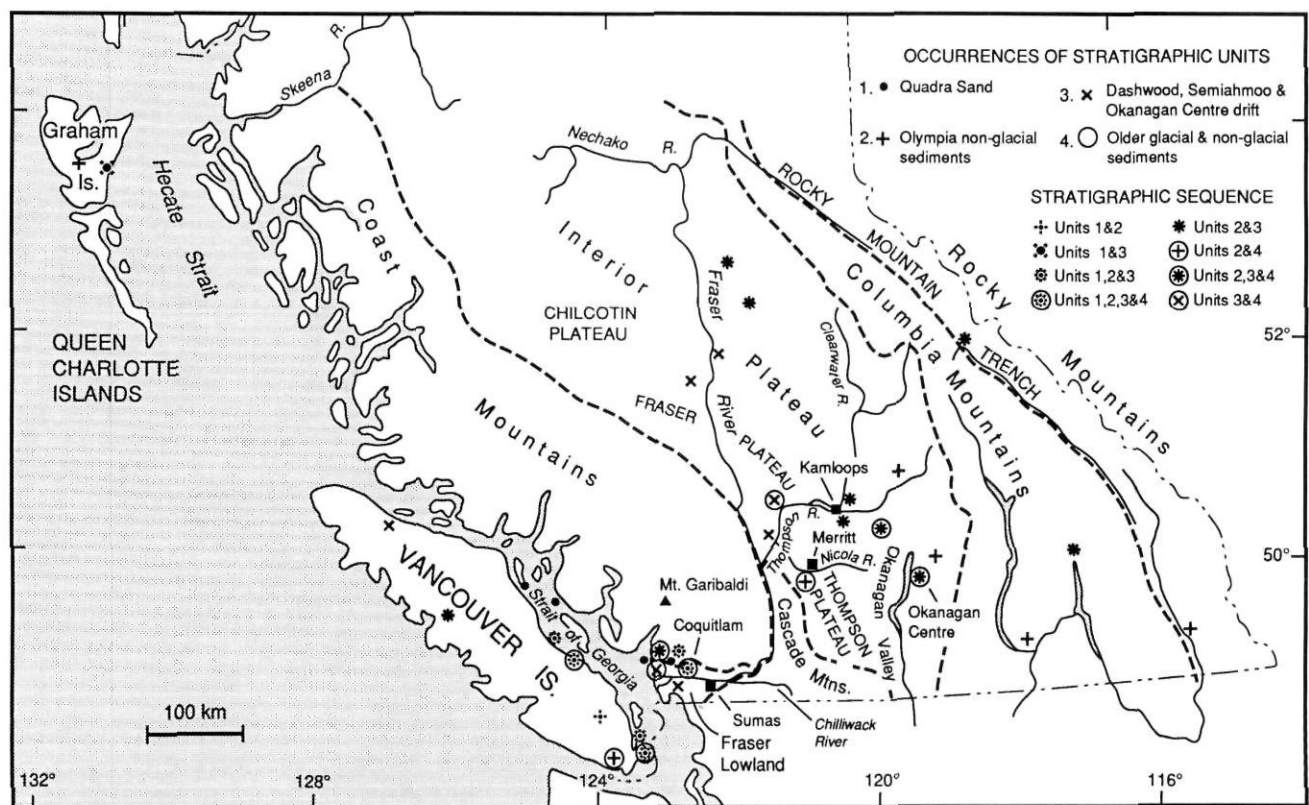 OCCURRENCES OF STRATIGRAPHIC UNITS
1. Quadra Sand
2. Olympia non-glacial
sediments
3. Dashwood, Semiahmoo &
Okanagan Centre drift
4. Older glacial & non-glacial
sediments
STRATIGRAPHIC SEQUENCE
Units 1&2
Units 1&3
Units 1,2&3
Units 1,2,3&4
Units 2&3
Units 2&4
Units 2,3&4
Units 3&4
Skeena
R.
Graham
Is.
Hecate
Strait
QUEEN
CHARLOTTE
ISLANDS
Coast
Mountains
Nechako
R.
Interior
Plateau
CHILCOTIN
PLATEAU
FRASER
PLATEAU
Fraser
River
Clearwater R.
ROCKY
MOUNTAIN
TRENCH
Rocky
Mountains
Columbia
Mountains
52°
50°
Kamloops
Thompson
R.
Merritt
Nicola R.
THOMPSON
PLATEAU
Okanagan
Valley
Okanagan
Centre
Cascade
Mtns.
VANCOUVER
IS.
Strait
of
Georgia
Mt. Garibaldi
Coquitlam
Sumas
Fraser
Lowland
Chilliwack
River
100 km
132°
128°
124°
120°
116°